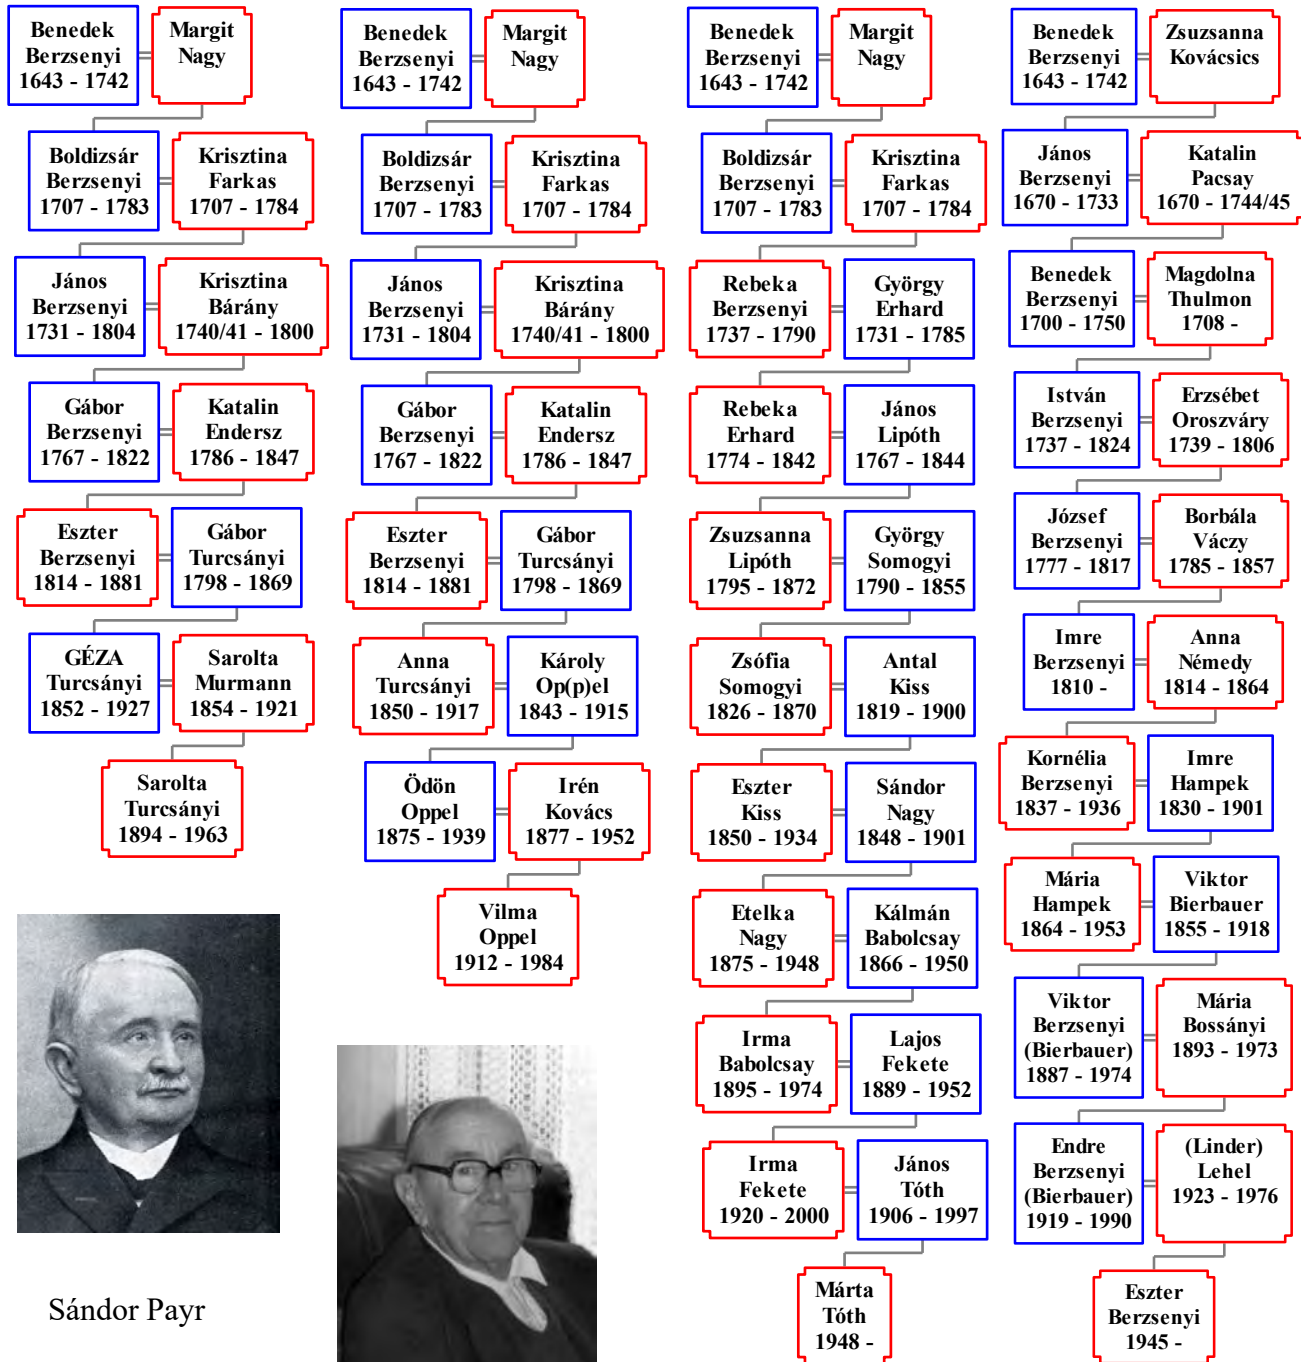 Benedek
Berzsenyi
1643 - 1742
Margit
Nagy
Boldizsár
Berzsenyi
1707 - 1783
Krisztina
Farkas
1707 - 1784
János
Berzsenyi
1731 - 1804
Krisztina
Bárány
1740/41 - 1800
Gábor
Berzsenyi
1767 - 1822
Katalin
Endersz
1786 - 1847
Eszter
Berzsenyi
1814 - 1881
Gábor
Turcsányi
1798 - 1869
GÉZA
Turcsányi
1852 - 1927
Sarolta
Murmann
1854 - 1921
Sarolta
Turcsányi
1894 - 1963
Sándor Payr
Benedek
Berzsenyi
1643 - 1742
Margit
Nagy
Boldizsár
Berzsenyi
1707 - 1783
Krisztina
Farkas
1707 - 1784
János
Berzsenyi
1731 - 1804
Krisztina
Bárány
1740/41 - 1800
Gábor
Berzsenyi
1767 - 1822
Katalin
Endersz
1786 - 1847
Eszter
Berzsenyi
1814 - 1881
Gábor
Turcsányi
1798 - 1869
Anna
Turcsányi
1850 - 1917
Károly
Op(p)el
1843 - 1915
Ödön
Oppel
1875 - 1939
Irén
Kovács
1877 - 1952
Vilma
Oppel
1912 - 1984
Benedek
Berzsenyi
1643 - 1742
Margit
Nagy
Boldizsár
Berzsenyi
1707 - 1783
Krisztina
Farkas
1707 - 1784
Rebeka
Berzsenyi
1737 - 1790
György
Erhard
1731 - 1785
Rebeka
Erhard
1774 - 1842
János
Lipóth
1767 - 1844
Zsuzsanna
Lipóth
1795 - 1872
György
Somogyi
1790 - 1855
Zsófia
Somogyi
1826 - 1870
Antal
Kiss
1819 - 1900
Eszter
Kiss
1850 - 1934
Sándor
Nagy
1848 - 1901
Etelka
Nagy
1875 - 1948
Kálmán
Babolcsay
1866 - 1950
Irma
Babolcsay
1895 - 1974
Lajos
Fekete
1889 - 1952
Irma
Fekete
1920 - 2000
János
Tóth
1906 - 1997
Márta
Tóth
1948 -
Benedek
Berzsenyi
1643 - 1742
Zsuzsanna
Kovácsics
János
Berzsenyi
1670 - 1733
Katalin
Pacsay
1670 - 1744/45
Benedek
Berzsenyi
1700 - 1750
Magdolna
Thulmon
1708 -
István
Berzsenyi
1737 - 1824
Erzsébet
Oroszváry
1739 - 1806
József
Berzsenyi
1777 - 1817
Borbála
Váczy
1785 - 1857
Imre
Berzsenyi
1810 -
Anna
Némedy
1814 - 1864
Kornélia
Berzsenyi
1837 - 1936
Imre
Hampek
1830 - 1901
Mária
Hampek
1864 - 1953
Viktor
Bierbauer
1855 - 1918
Viktor
Berzsenyi
(Bierbauer)
1887 - 1974
Mária
Bossányi
1893 - 1973
Endre
Berzsenyi
(Bierbauer)
1919 - 1990
(Linder)
Lehel
1923 - 1976
Eszter
Berzsenyi
1945 -